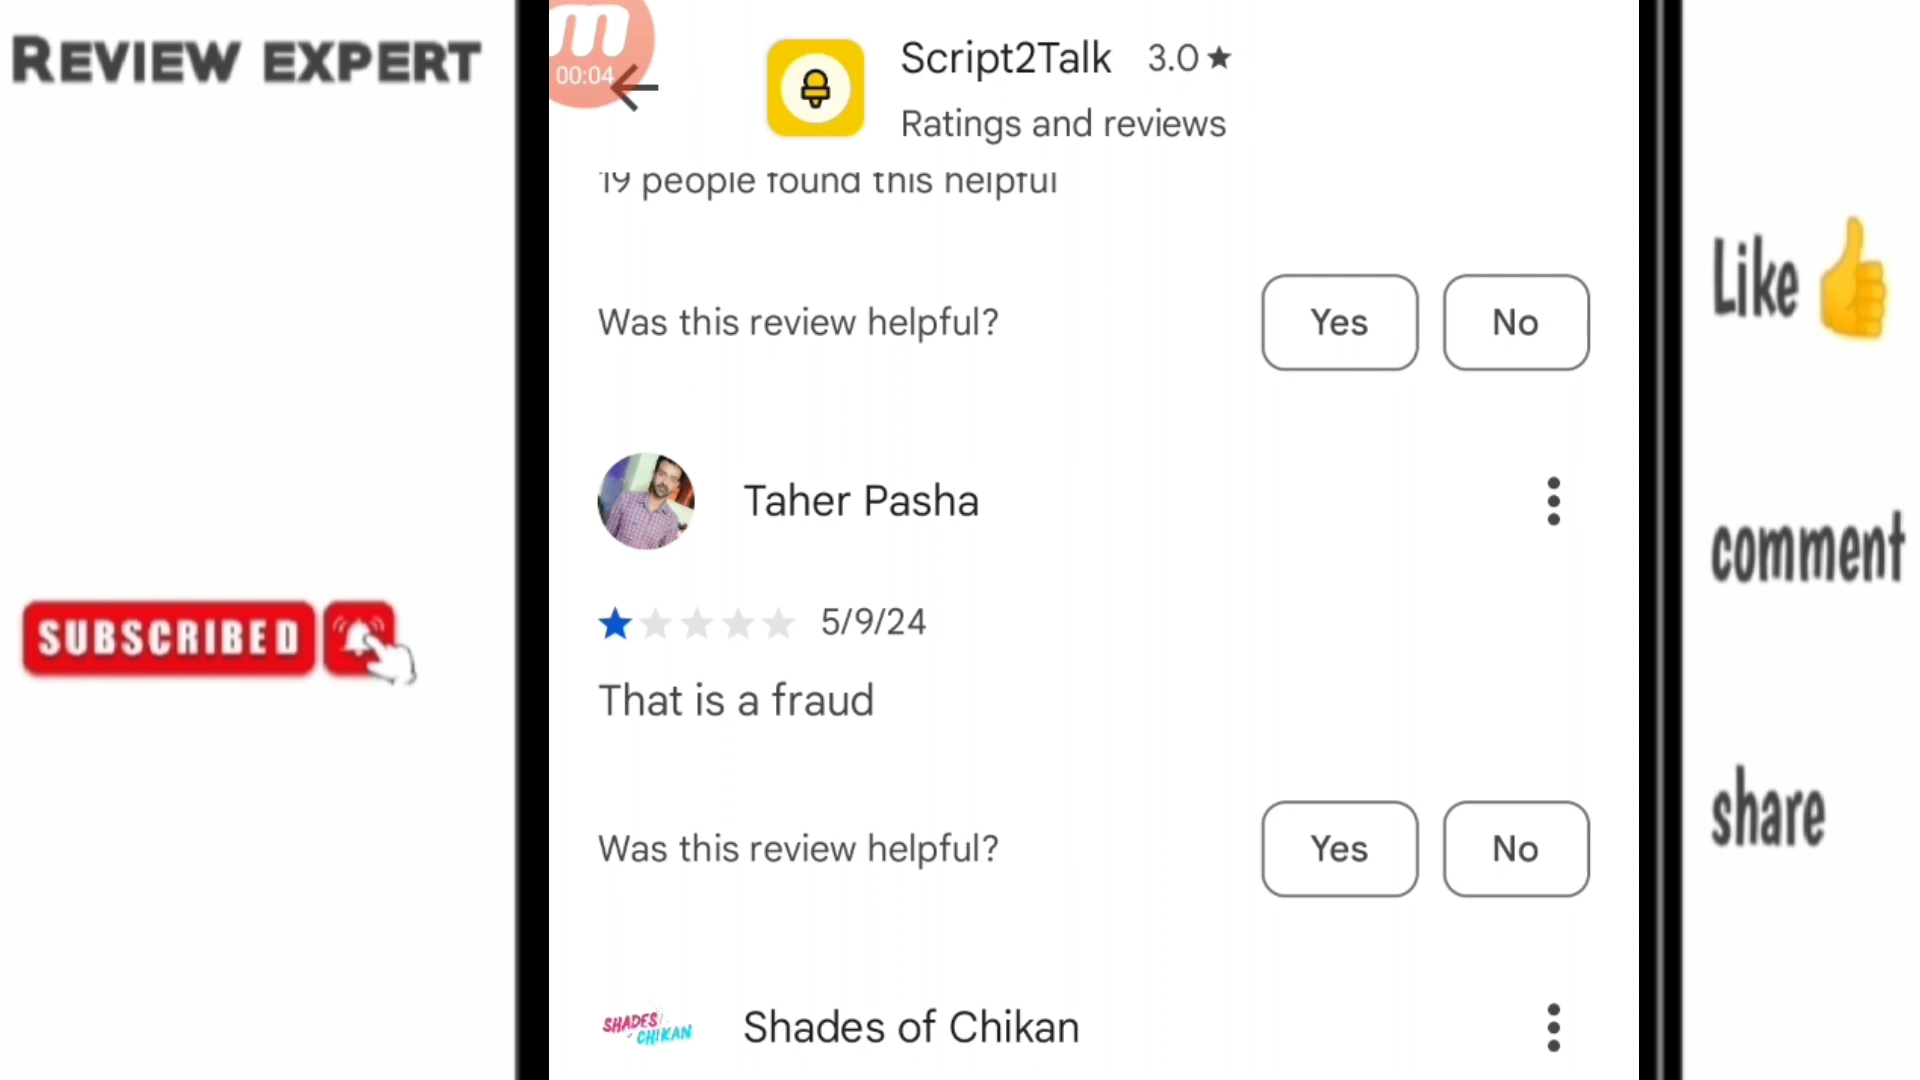 REVIEW EXPERT
m
00:04
Script2Talk 3.0 ★
Ratings and reviews
19 people found this helpful
Was this review helpful?
Yes
No
Like 👍
Taher Pasha
comment
5/9/24
SUBSCRIBED
That is a fraud
share
Was this review helpful?
Yes
No
SHADES
CHIKAN
Shades of Chikan